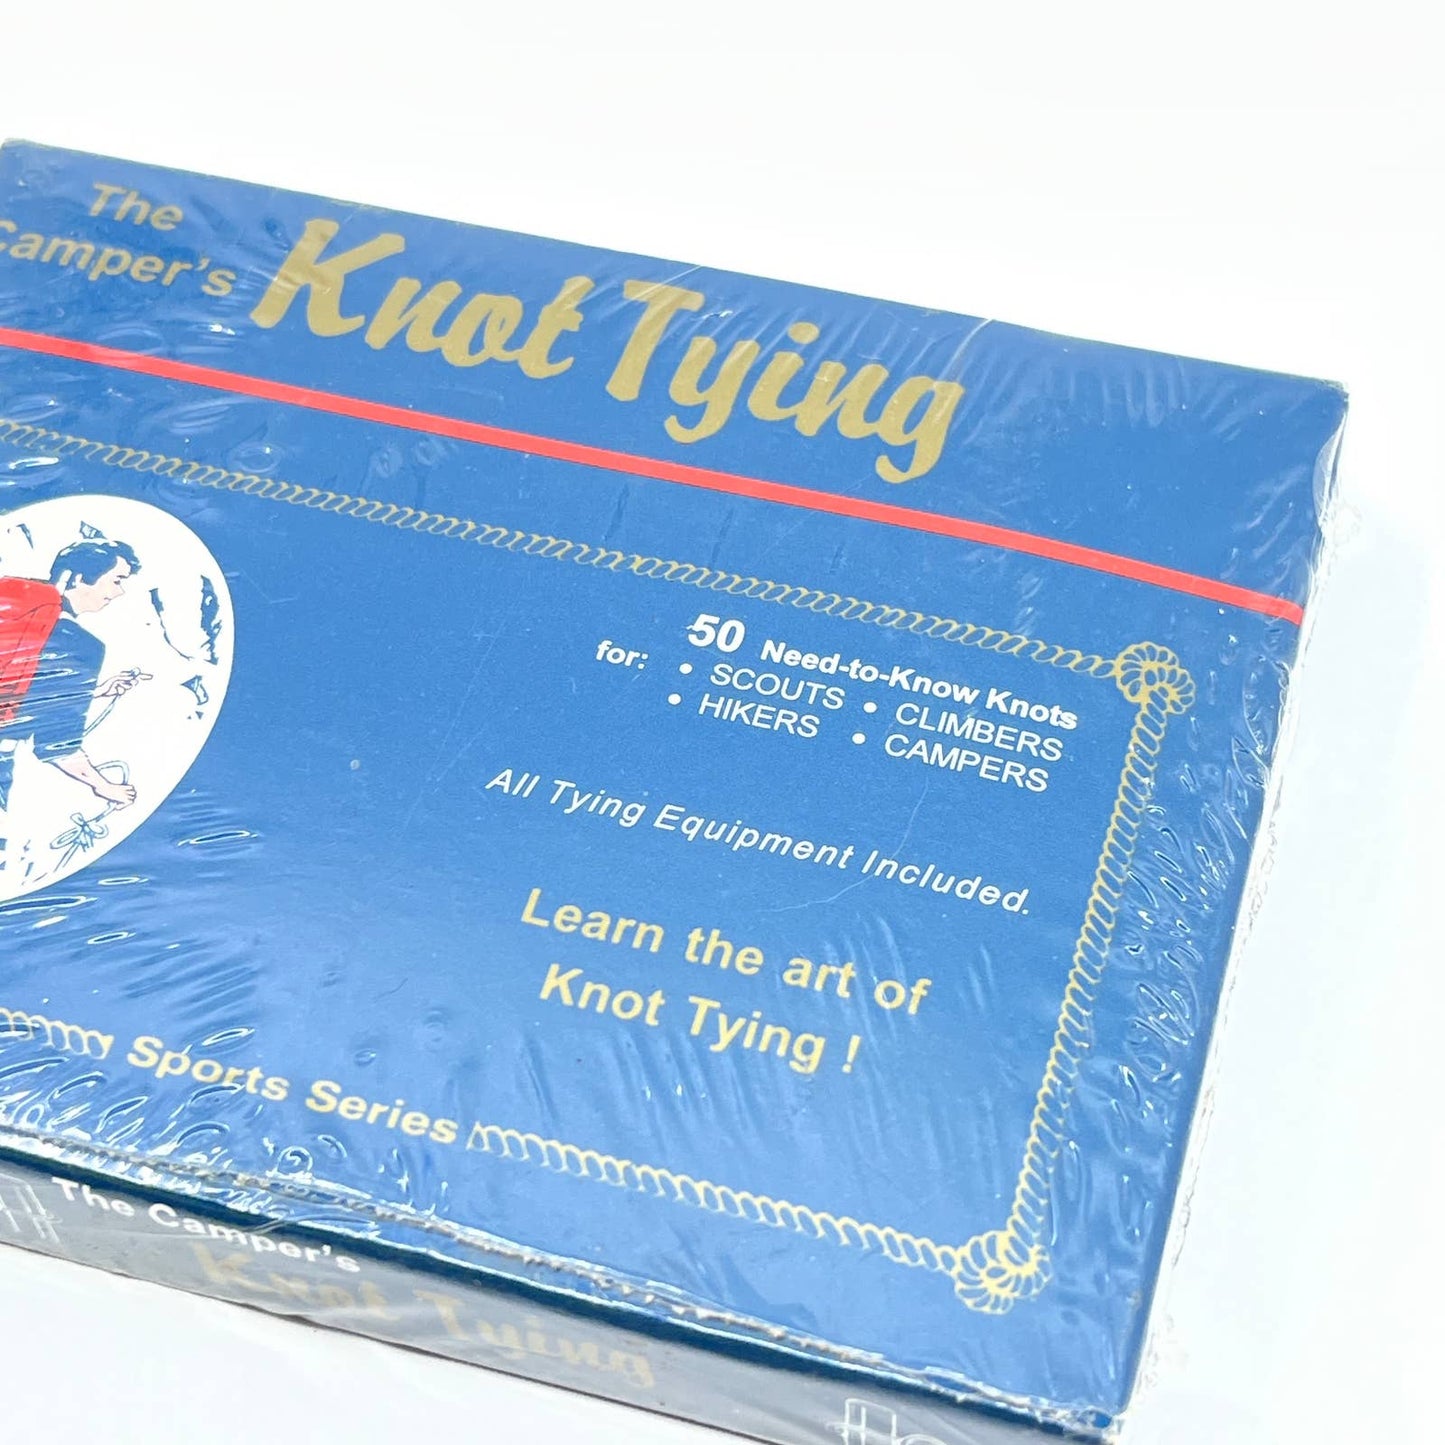 The
Camper's
Knot Tying
50 Need-to-Know Knots
for: • SCOUTS • CLIMBERS
• HIKERS • CAMPERS
All Tying Equipment Included.
Learn the art of
Knot Tying !
Sports Series
The Camper's
Knot Tying